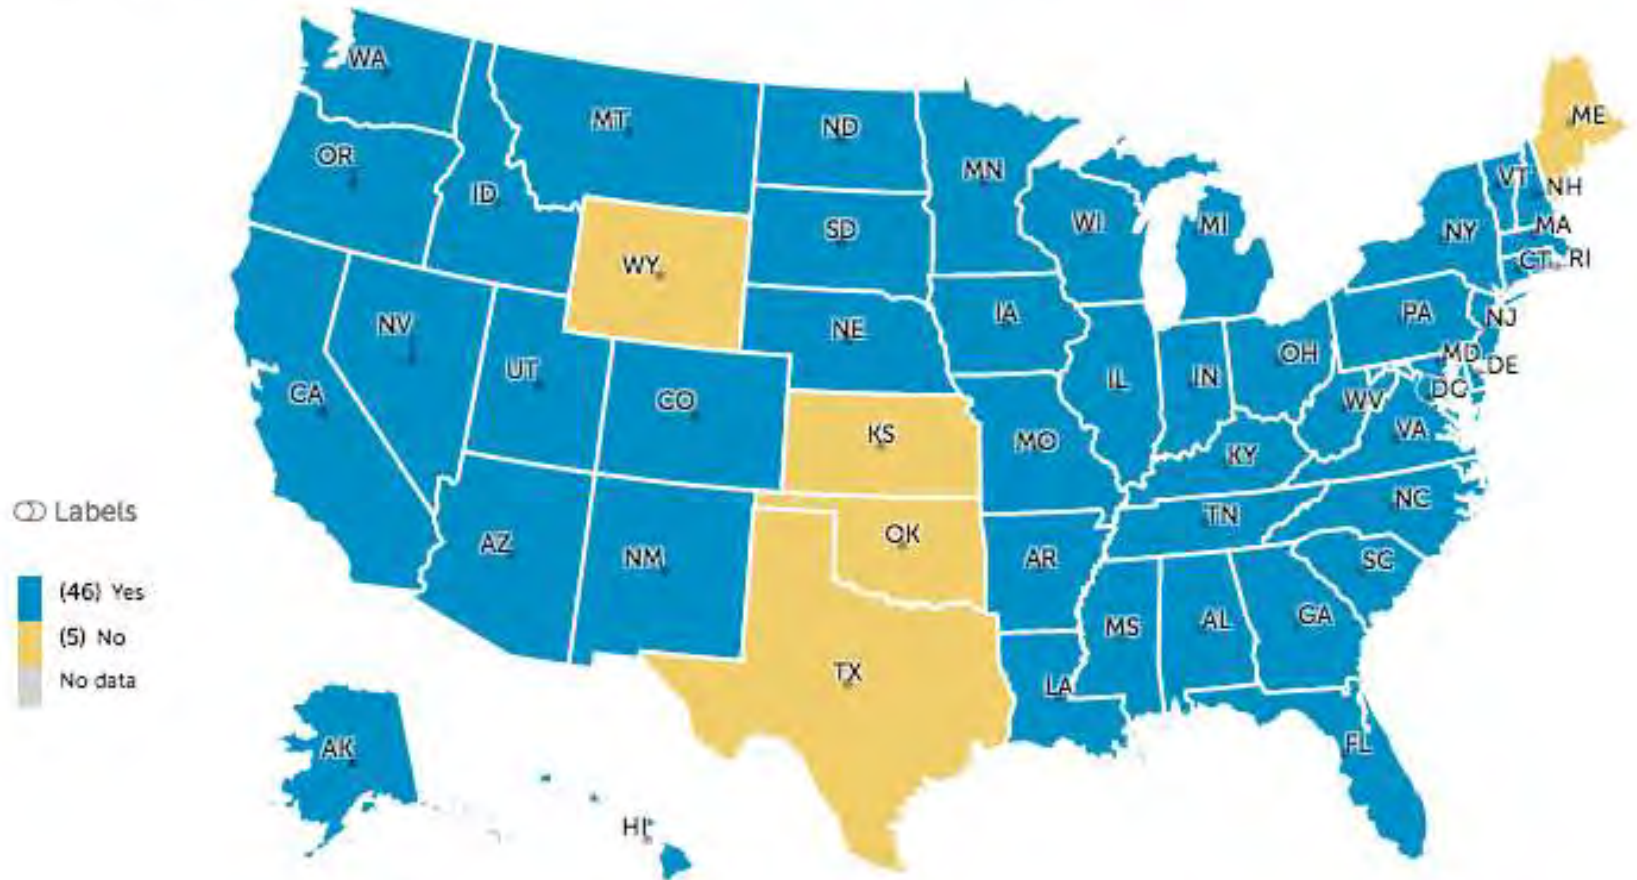 WA
MT
ND
ME
OR
MN
ID
VT
NH
WI
MI
MA
SD
NY
CT
RI
WY
IA
PA
NJ
NV
NE
OH
MD
DE
UT
IL
IN
DC
CA
CO
WV
KS
MO
VA
KY
NC
Labels
TN
OK
AZ
NM
AR
SC
(46) Yes
MS
AL
GA
(5) No
TX
No data
LA
AK
FL
HI